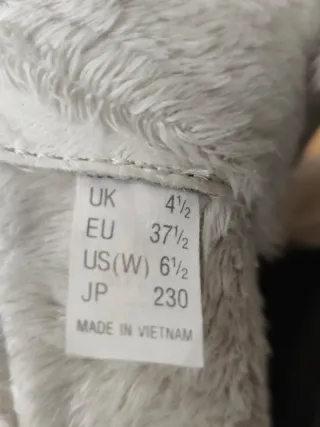 UK 4½
EU 37½
US(W) 6½
JP 230
MADE IN VIETNAM